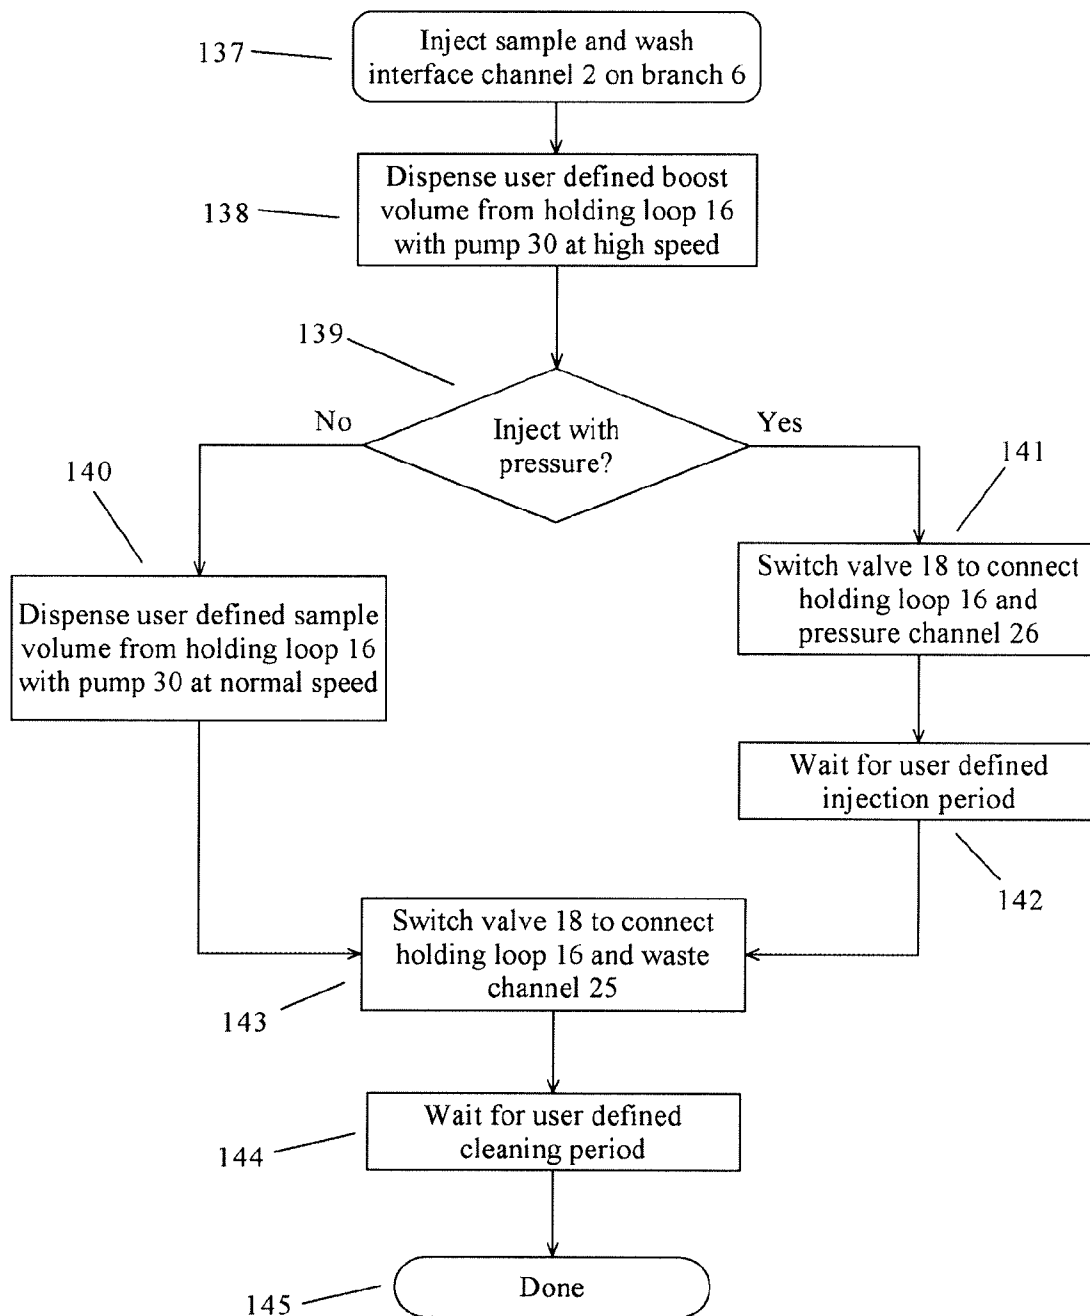 137
Inject sample and wash
interface channel 2 on branch 6
138
Dispense user defined boost
volume from holding loop 16
with pump 30 at high speed
139
Inject with
pressure?
No
Yes
140
Dispense user defined sample
volume from holding loop 16
with pump 30 at normal speed
141
Switch valve 18 to connect
holding loop 16 and
pressure channel 26
Wait for user defined
injection period
142
Switch valve 18 to connect
holding loop 16 and waste
channel 25
143
Wait for user defined
cleaning period
144
Done
145